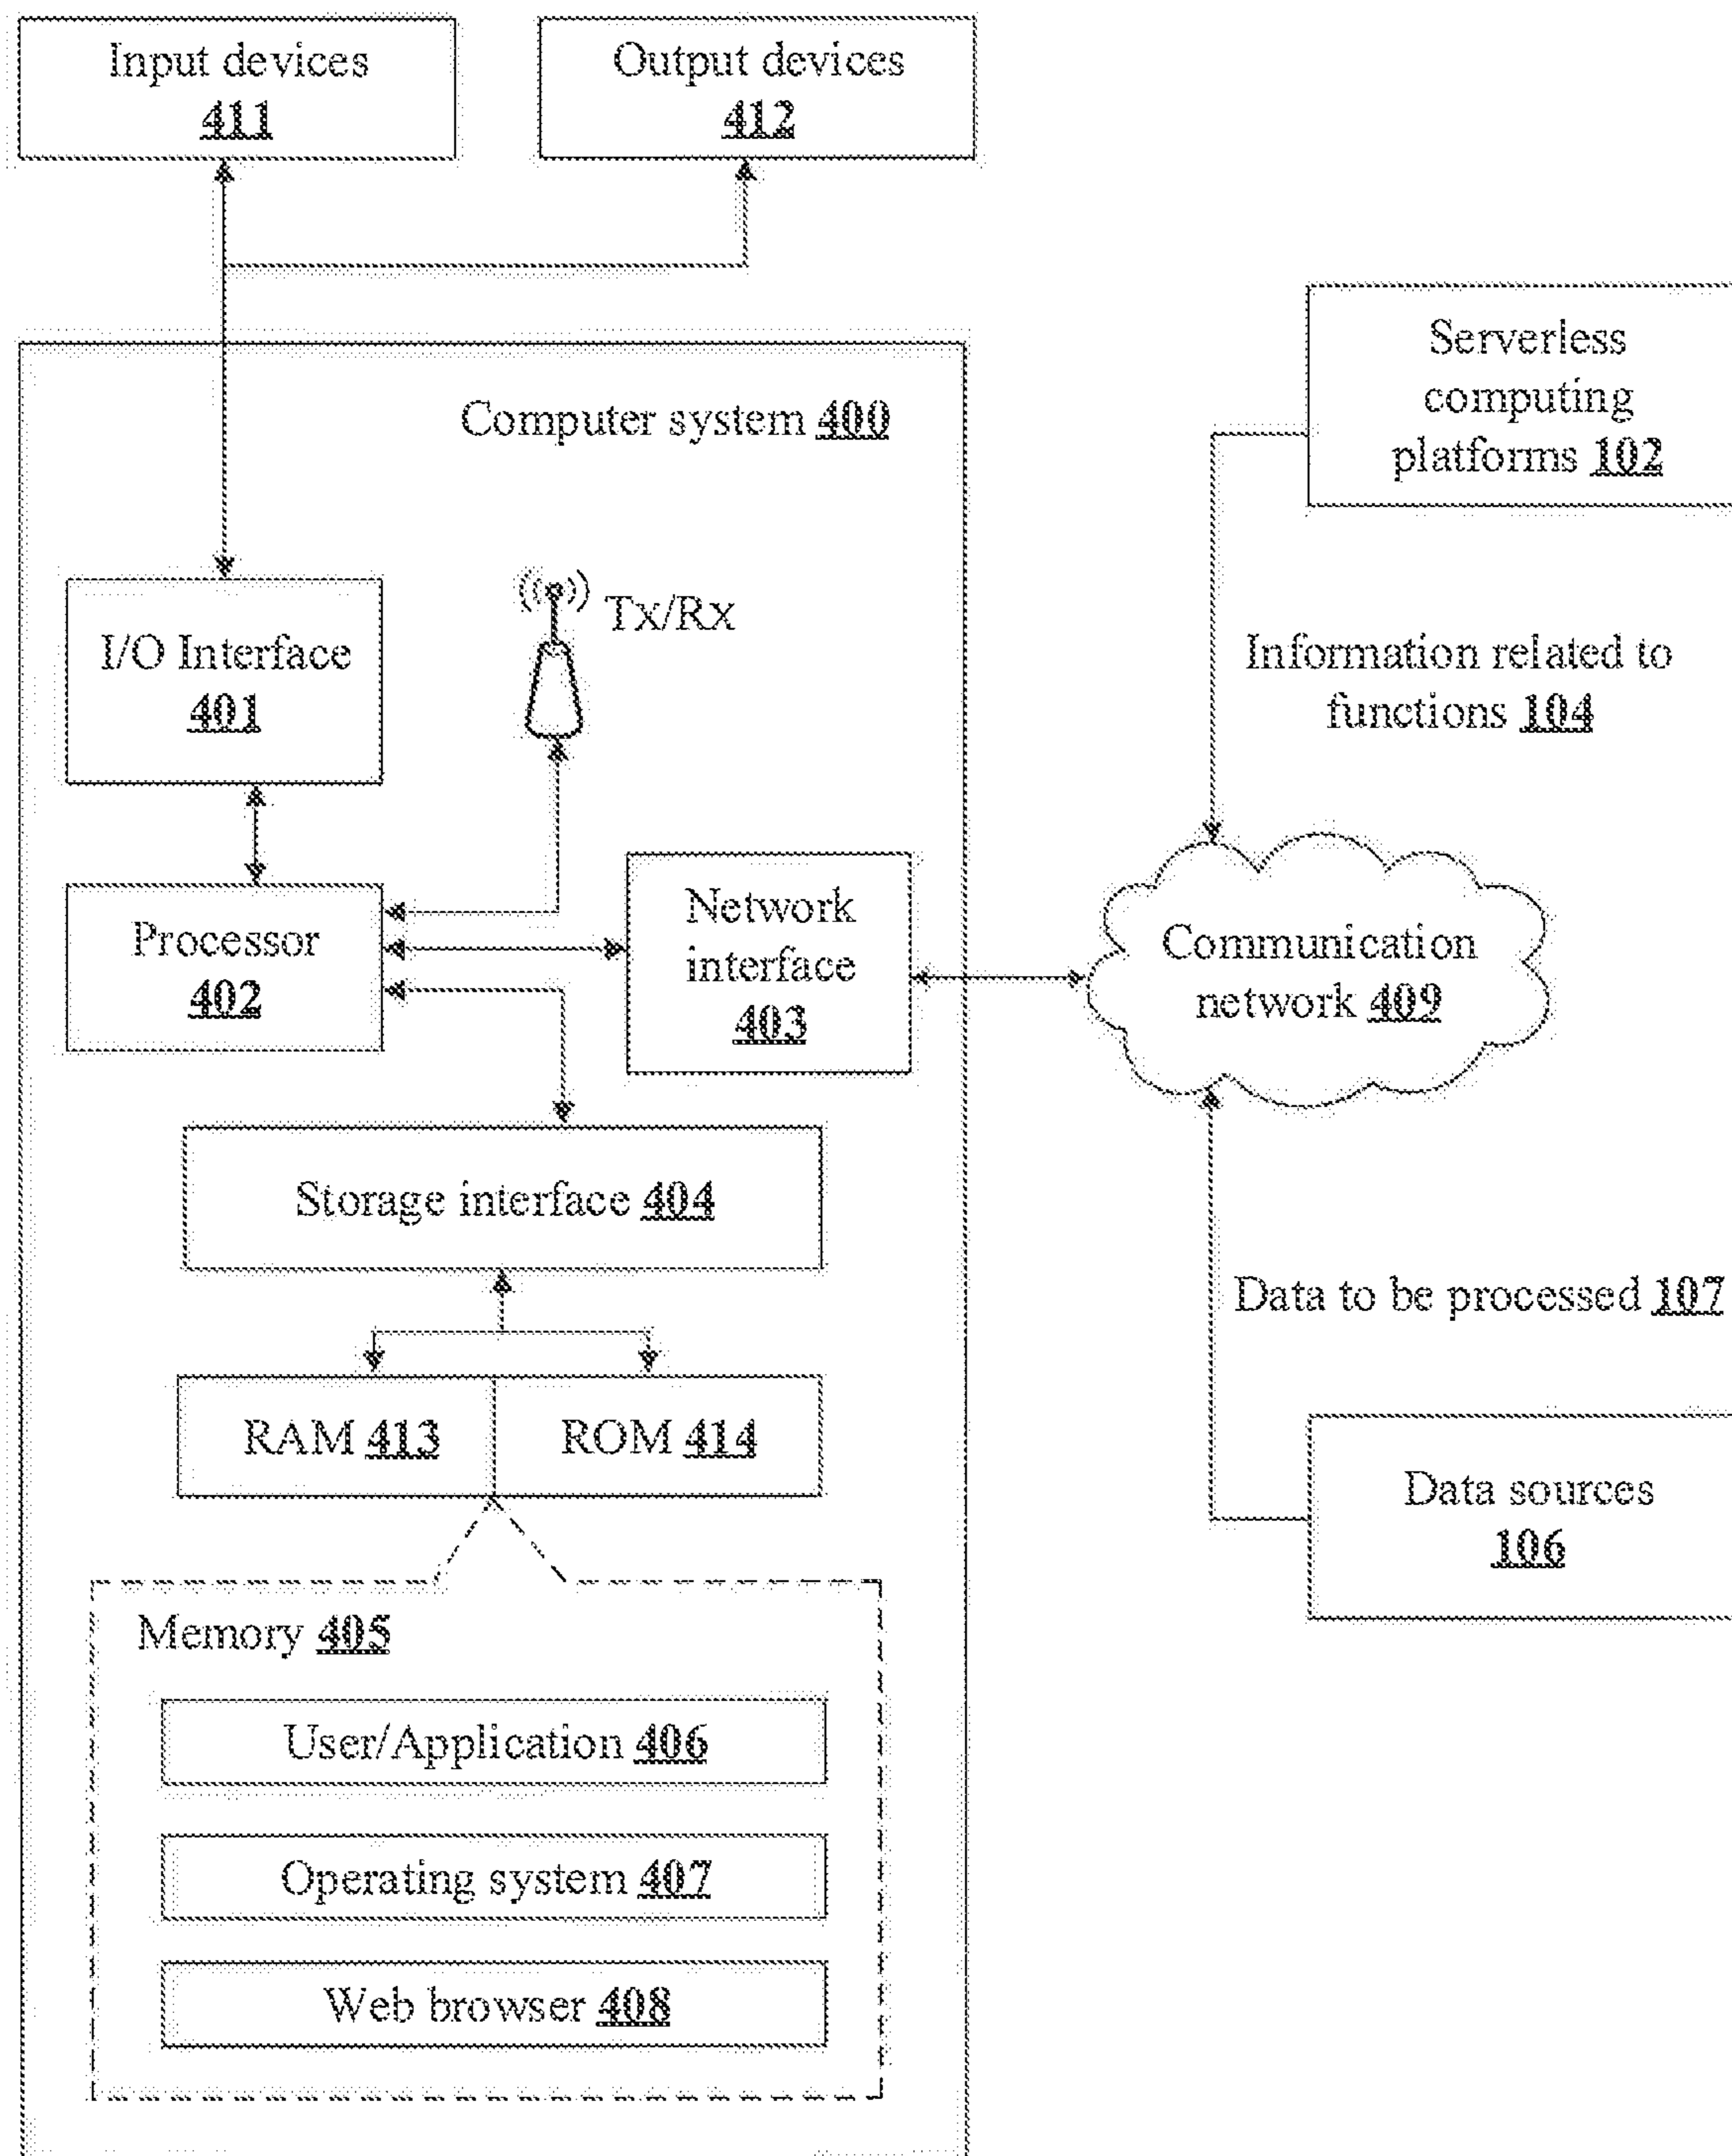 Input devices
411
Output devices
412
Computer system 400
Serverless
computing
platforms 102
I/O Interface
401
Tx/Rx
Information related to
functions 104
Processor
402
Network
interface
403
Communication
network 409
Storage interface 404
Data to be processed 107
RAM 413
ROM 414
Data sources
106
Memory 405
User/Application 406
Operating system 407
Web browser 408